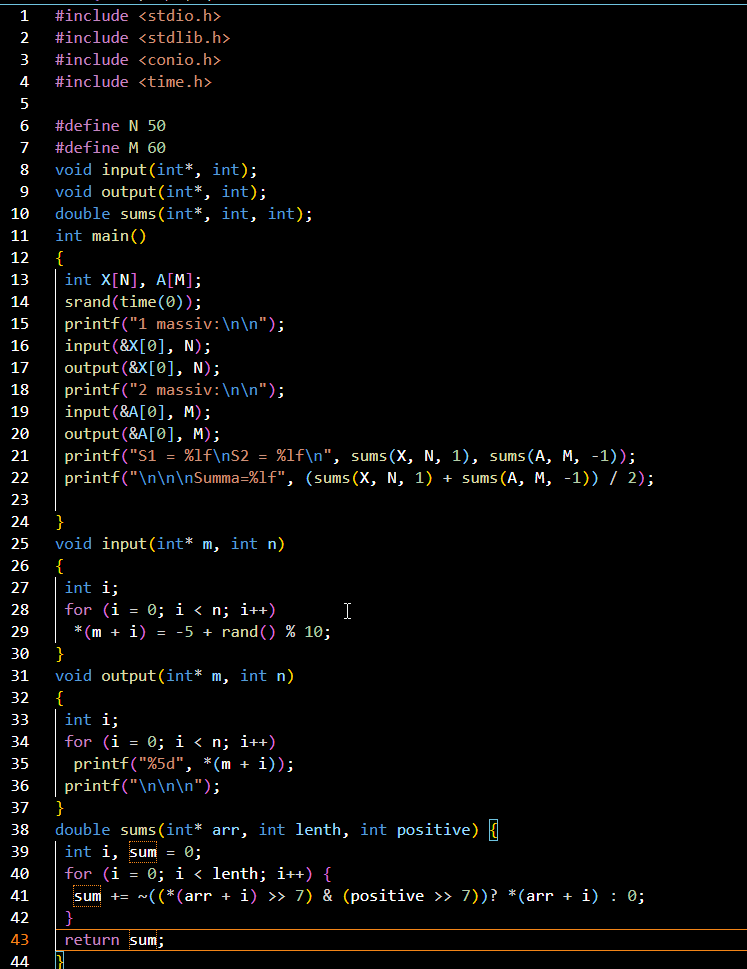 1 #include <stdio.h>
2 #include <stdlib.h>
3 #include <conio.h>
4 #include <time.h>
5
6 #define N 50
7 #define M 60
8 void input(int*, int);
9 void output(int*, int);
10 double sums(int*, int, int);
11 int main()
12 {
13 int X[N], A[M];
14 srand(time(0));
15 printf("1 massiv:\n\n");
16 input(&X[0], N);
17 output(&X[0], N);
18 printf("2 massiv:\n\n");
19 input(&A[0], M);
20 output(&A[0], M);
21 printf("S1 = %lf\nS2 = %lf\n", sums(X, N, 1), sums(A, M, -1));
22 printf("\n\n\nSumma=%lf", (sums(X, N, 1) + sums(A, M, -1)) / 2);
23
24 }
25 void input(int* m, int n)
26 {
27 int i;
28 for (i = 0; i < n; i++)
29 *(m + i) = -5 + rand() % 10;
30 }
31 void output(int* m, int n)
32 {
33 int i;
34 for (i = 0; i < n; i++)
35 printf("%5d", *(m + i));
36 printf("\n\n\n");
37 }
38 double sums(int* arr, int lenth, int positive) {
39 int i, sum = 0;
40 for (i = 0; i < lenth; i++) {
41 sum += ~((*(arr + i) >> 7) & (positive >> 7))? *(arr + i) : 0;
42 }
43 return sum;
44 }